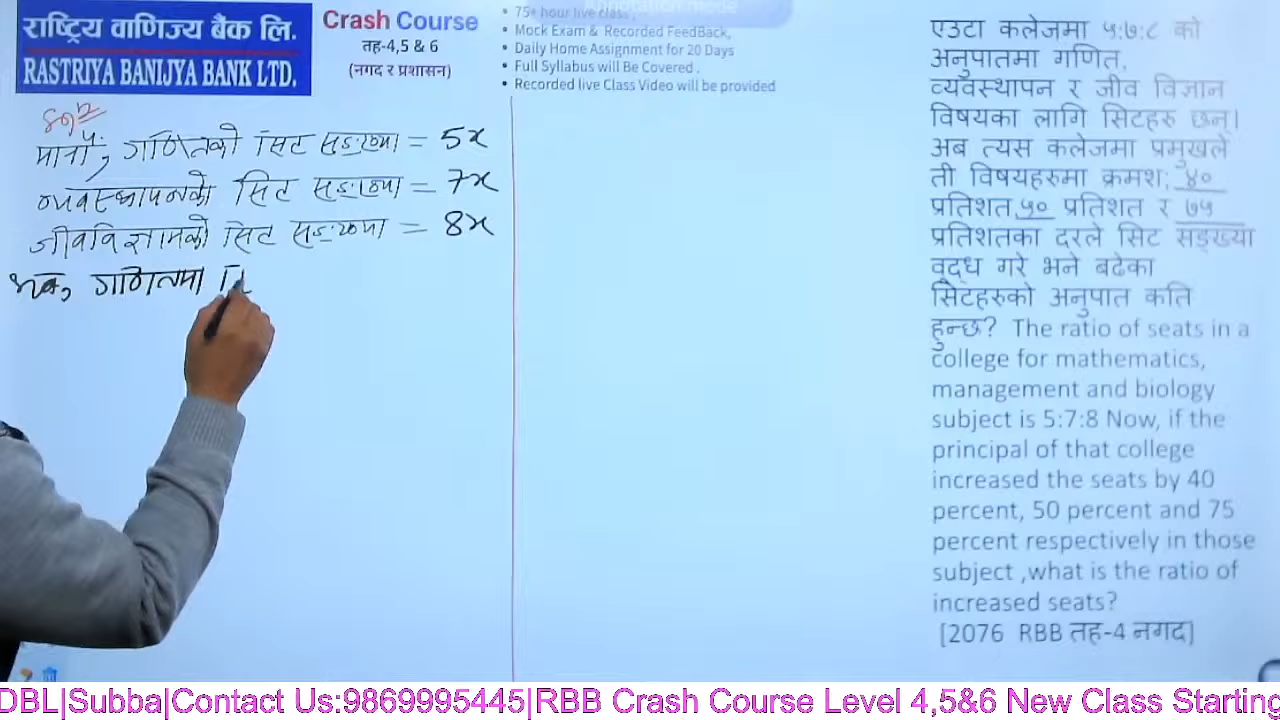 राष्ट्रिय वाणिज्य बैंक लि.
RASTRIYA BANIJYA BANK LTD.
Crash Course
तह-4,5 & 6
(नगद र प्रशासन)
• 75+ hour live class ,
• Mock Exam & Recorded FeedBack,
• Daily Home Assignment for 20 Days
• Full Syllabus will Be Covered .
• Recorded live Class Video will be provided
मानौं, गणितको सिट सङ्ख्या = 5x
व्यवस्थापनको सिट सङ्ख्या = 7x
जीवविज्ञानको सिट सङ्ख्या = 8x
अब, गणितमा
एउटा कलेजमा ५:७:८ को
अनुपातमा गणित,
व्यवस्थापन र जीव विज्ञान
विषयका लागि सिटहरु छन्।
अब त्यस कलेजमा प्रमुखले
ती विषयहरुमा क्रमश: ४०
प्रतिशत,५० प्रतिशत र ७५
प्रतिशतका दरले सिट सङ्ख्या
वृद्ध गरे भने बढेका
सिटहरुको अनुपात कति
हुन्छ? The ratio of seats in a
college for mathematics,
management and biology
subject is 5:7:8 Now, if the
principal of that college
increased the seats by 40
percent, 50 percent and 75
percent respectively in those
subject ,what is the ratio of
increased seats?
[2076 RBB तह-4 नगद]
DBL|Subba|Contact Us:9869995445|RBB Crash Course Level 4,5&6 New Class Starting